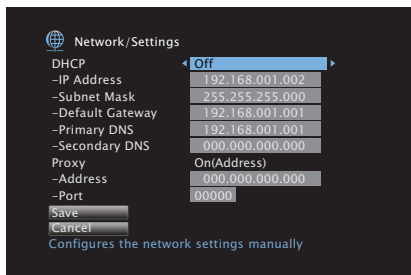 Network/Settings
DHCP Off
–IP Address 192.168.001.002
–Subnet Mask 255.255.255.000
–Default Gateway 192.168.001.001
–Primary DNS 192.168.001.001
–Secondary DNS 000.000.000.000
Proxy On(Address)
–Address 000.000.000.000
–Port 00000
Save
Cancel
Configures the network settings manually